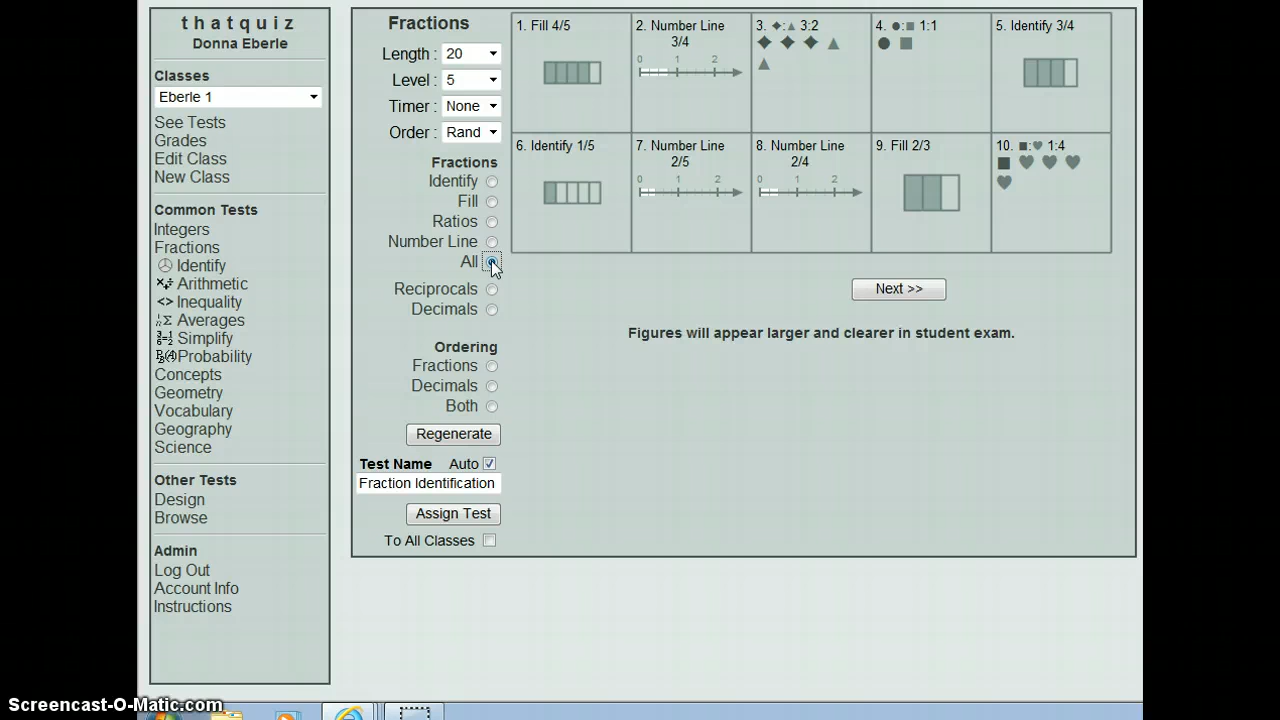 thatquiz
Donna Eberle
Classes
Eberle 1
See Tests
Grades
Edit Class
New Class
Common Tests
Integers
Fractions
Identify
Arithmetic
<> Inequality
Averages
Simplify
Probability
Concepts
Geometry
Vocabulary
Geography
Science
Other Tests
Design
Browse
Admin
Log Out
Account Info
Instructions
Fractions
Length : 20
Level : 5
Timer : None
Order : Rand
Fractions
Identify
Fill
Ratios
Number Line
All
Reciprocals
Decimals
Ordering
Fractions
Decimals
Both
Regenerate
Test Name Auto
Fraction Identification
Assign Test
To All Classes
1. Fill 4/5
2. Number Line
3/4
0 1 2
3. ◆:▲ 3:2
4. ●:■ 1:1
5. Identify 3/4
6. Identify 1/5
7. Number Line
2/5
0 1 2
8. Number Line
2/4
0 1 2
9. Fill 2/3
10. ■:♥ 1:4
Next >>
Figures will appear larger and clearer in student exam.
Screencast-O-Matic.com